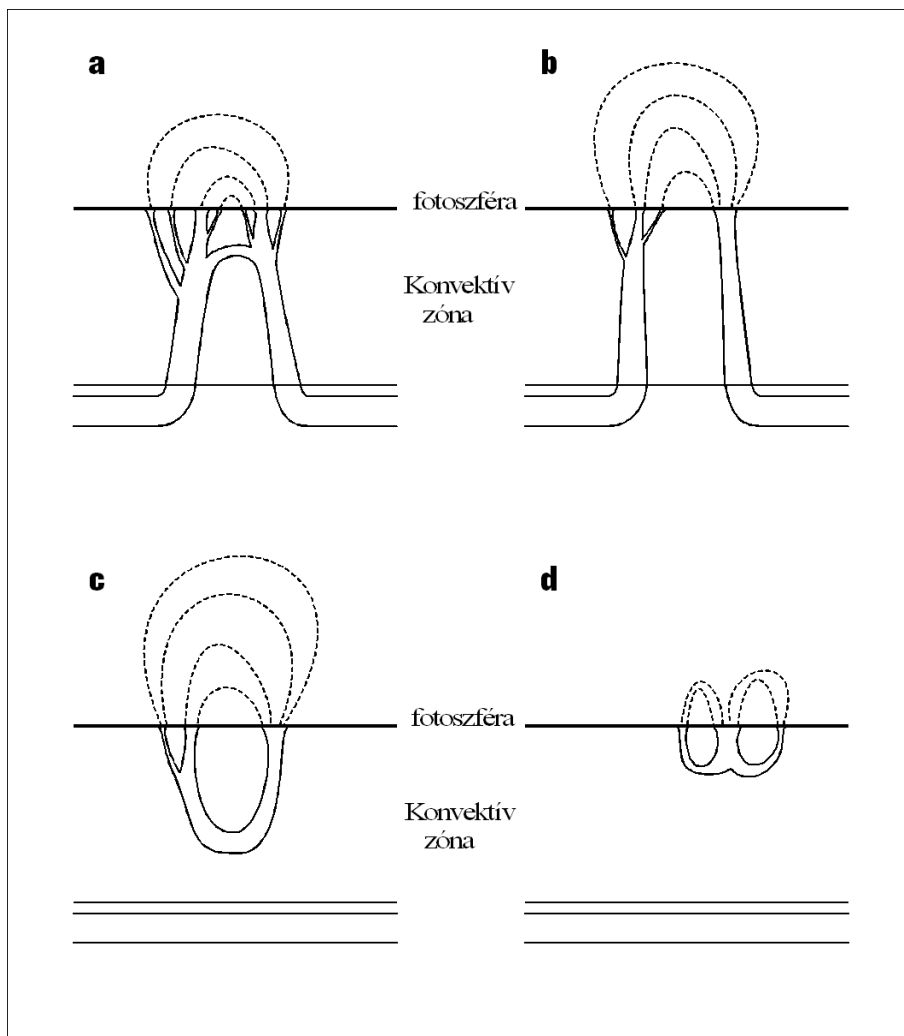 a
b
fotoszféra
Konvektív
zóna
c
d
fotoszféra
Konvektív
zóna